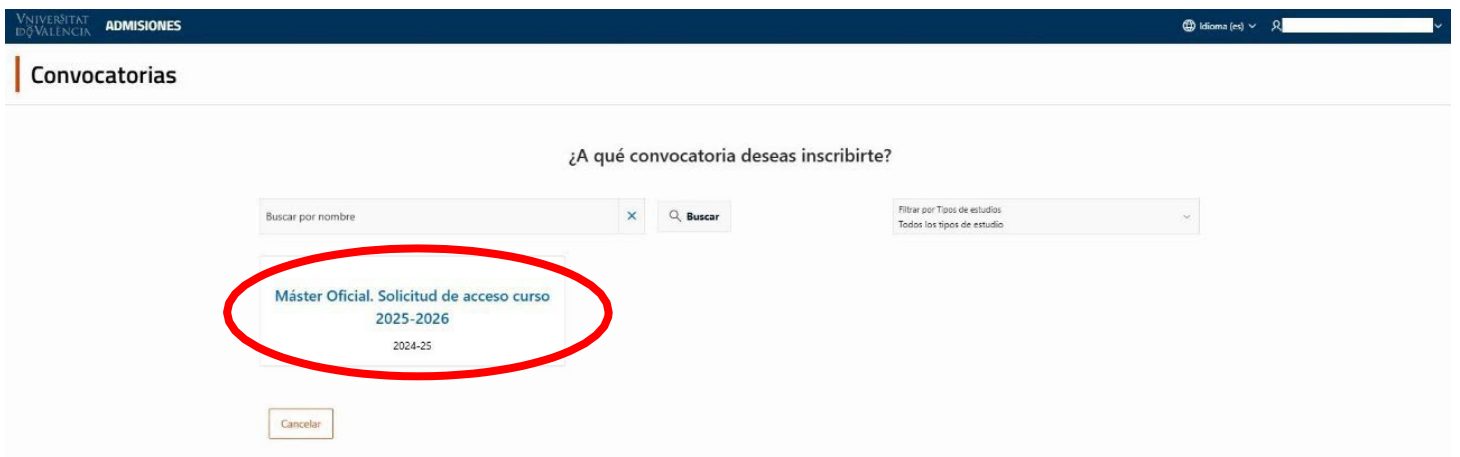 VNIVERSITAT
ID VALÈNCIA
ADMISIONES
Idioma (es)
Convocatorias
¿A qué convocatoria deseas inscribirte?
Buscar por nombre
Buscar
Filtrar por Tipos de estudios
Todos los tipos de estudio
Máster Oficial. Solicitud de acceso curso
2025-2026
2024-25
Cancelar